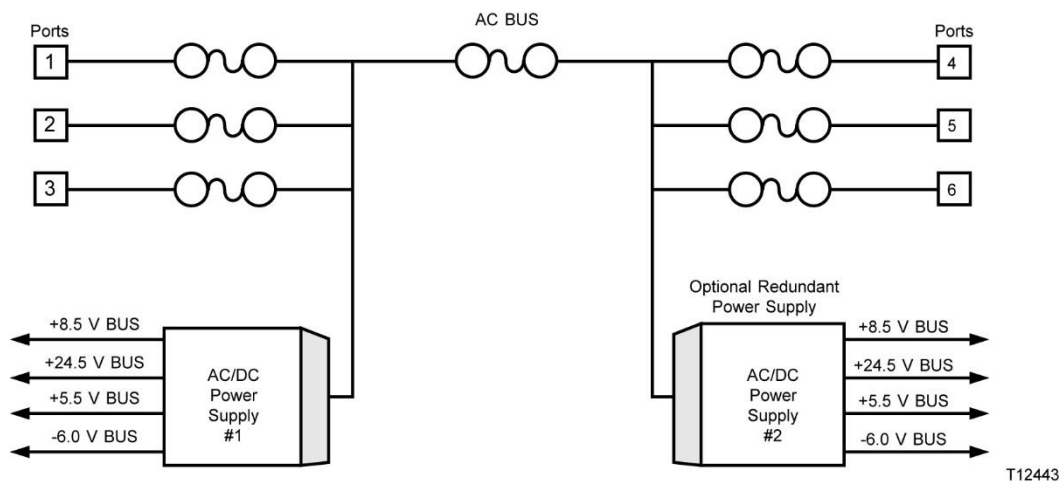 AC BUS
Ports
1
2
3
Ports
4
5
6
+8.5 V BUS
+24.5 V BUS
+5.5 V BUS
-6.0 V BUS
AC/DC
Power
Supply
#1
Optional Redundant
Power Supply
AC/DC
Power
Supply
#2
+8.5 V BUS
+24.5 V BUS
+5.5 V BUS
-6.0 V BUS
T12443